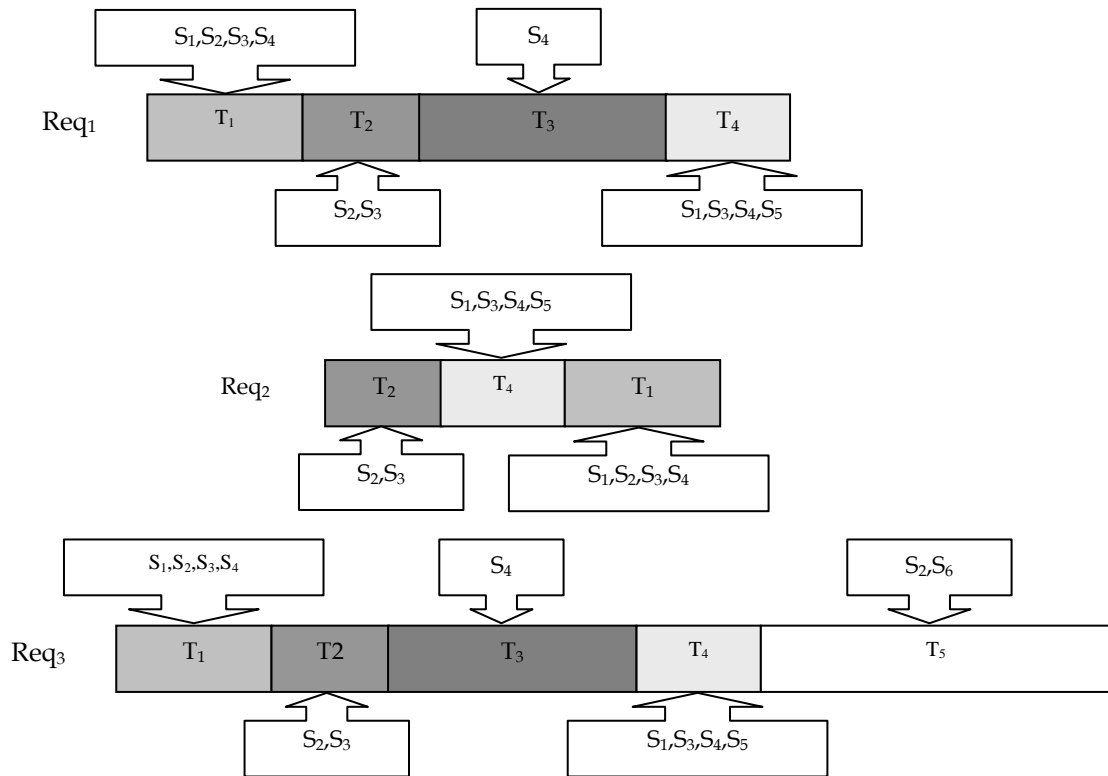 S₁,S₂,S₃,S₄ S₄
Req₁ T₁ T₂ T₃ T₄
S₂,S₃ S₁,S₃,S₄,S₅
S₁,S₃,S₄,S₅
Req₂ T₂ T₄ T₁
S₂,S₃ S₁,S₂,S₃,S₄
S₁,S₂,S₃,S₄ S₄ S₂,S₆
Req₃ T₁ T2 T₃ T₄ T₅
S₂,S₃ S₁,S₃,S₄,S₅